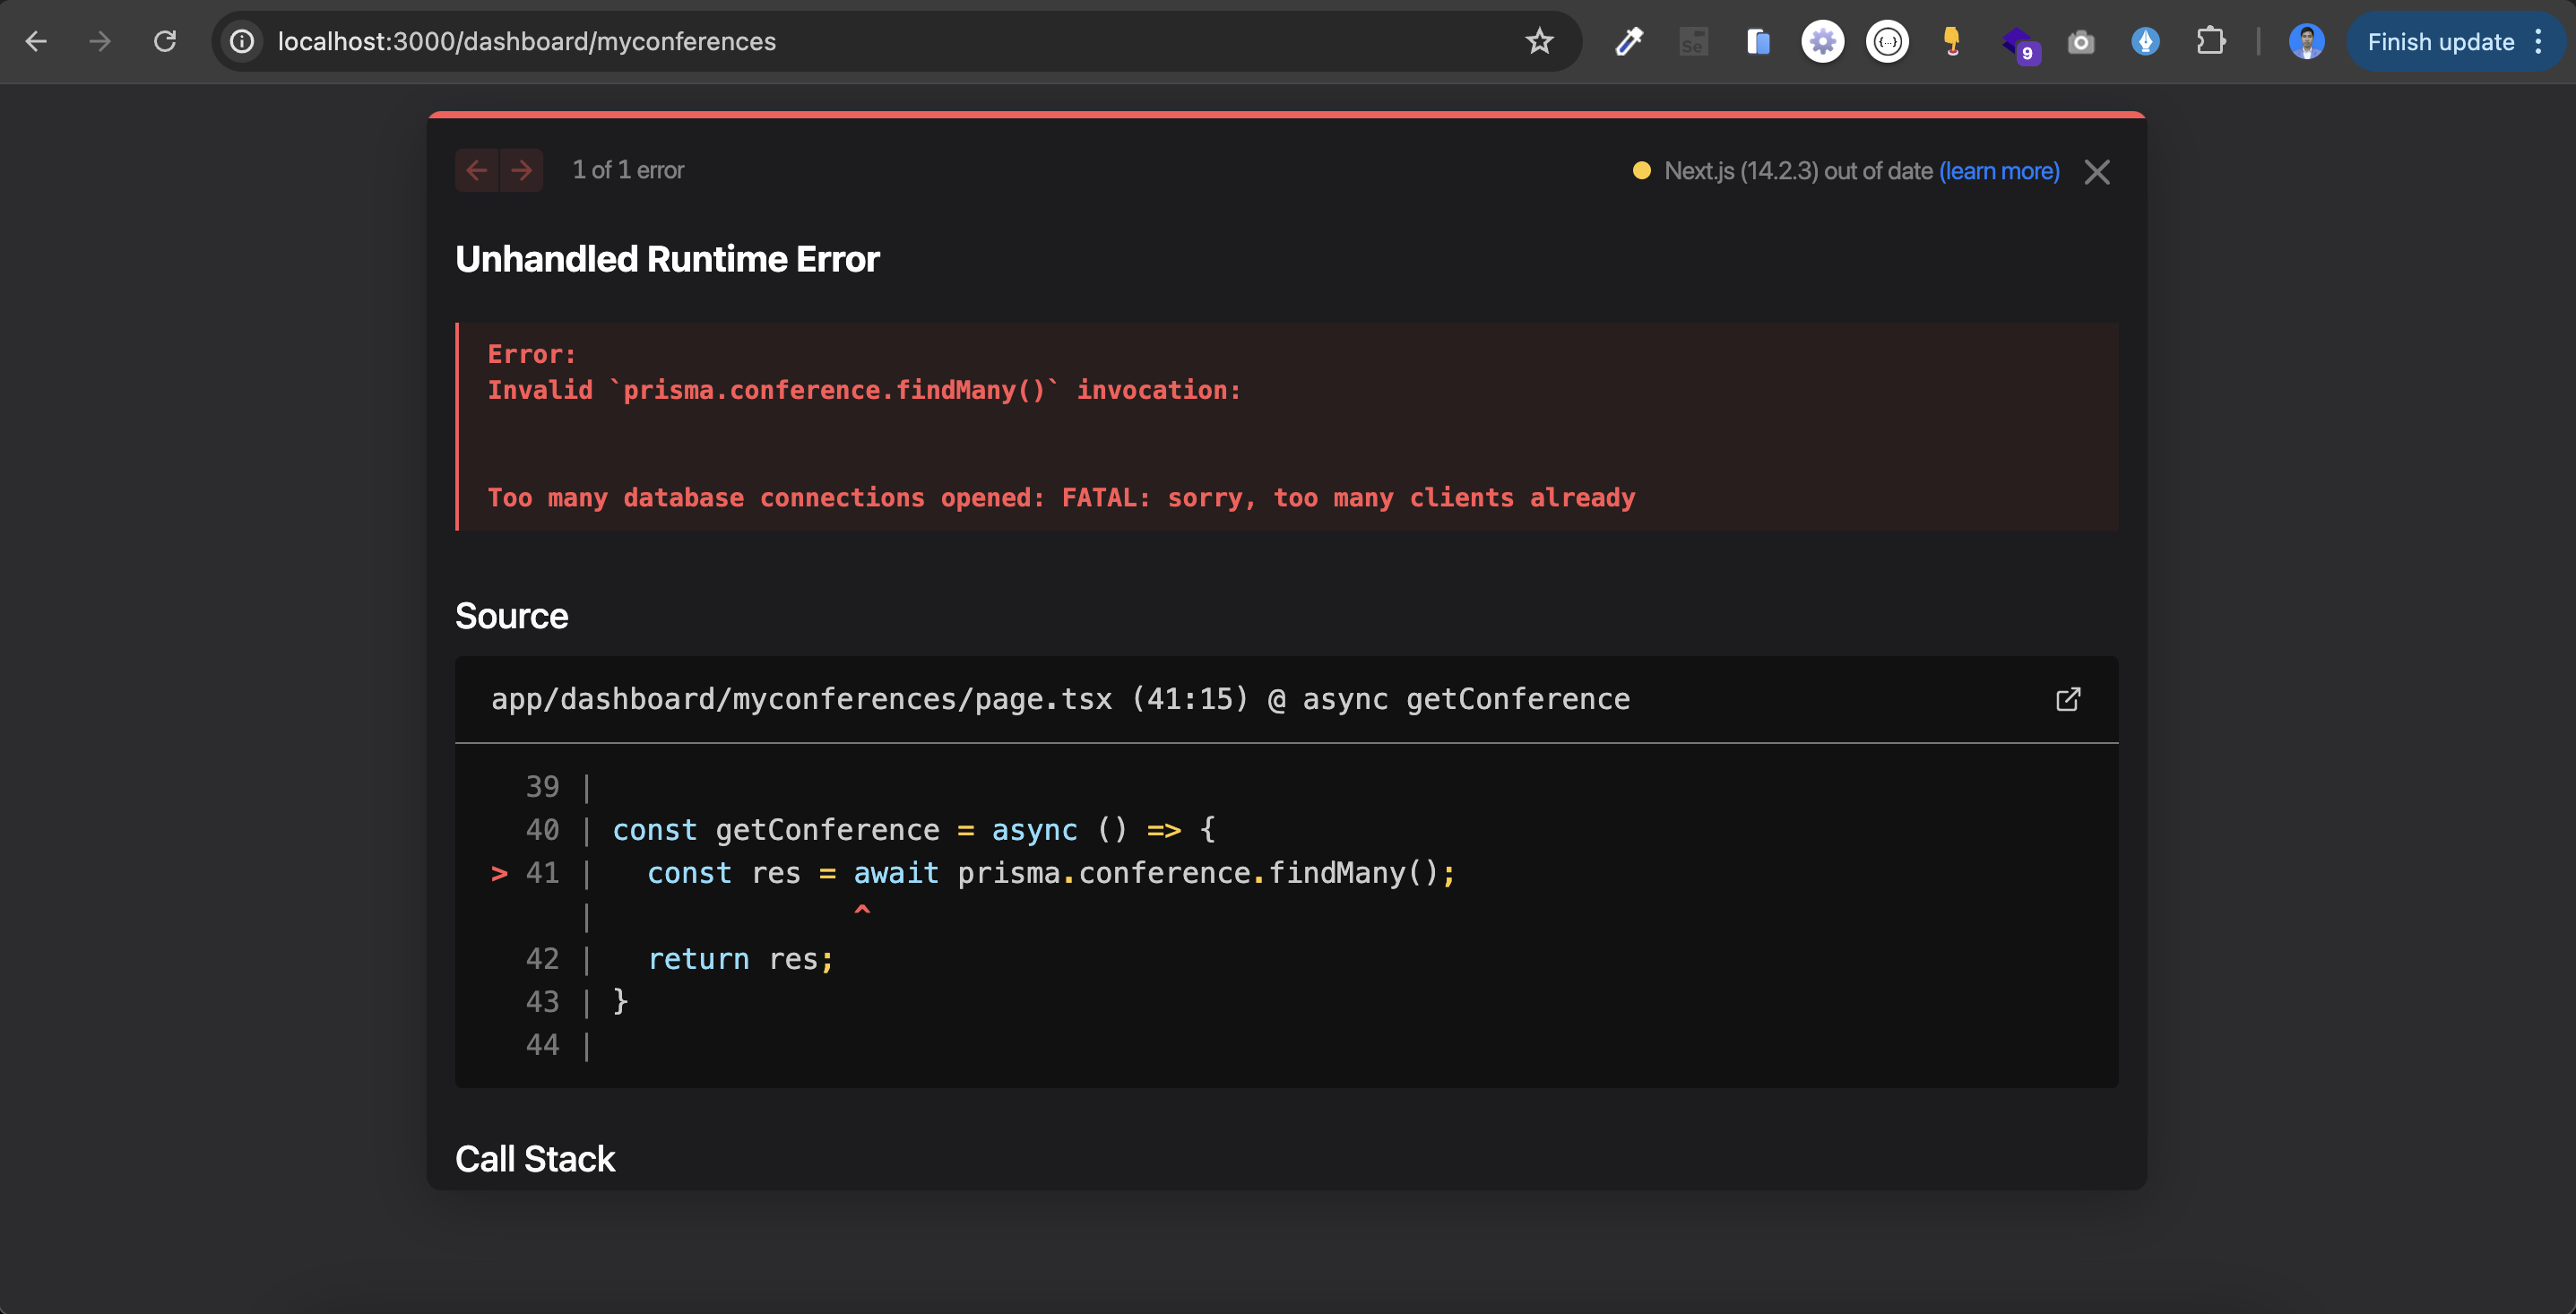 localhost:3000/dashboard/myconferences
Se
{...}
9
Finish update
1 of 1 error
Next.js (14.2.3) out of date (learn more)
Unhandled Runtime Error
Error:
Invalid `prisma.conference.findMany()` invocation:
Too many database connections opened: FATAL: sorry, too many clients already
Source
app/dashboard/myconferences/page.tsx (41:15) @ async getConference
39 |
40 | const getConference = async () => {
> 41 |   const res = await prisma.conference.findMany();
|               ^
42 |   return res;
43 | }
44 |
Call Stack